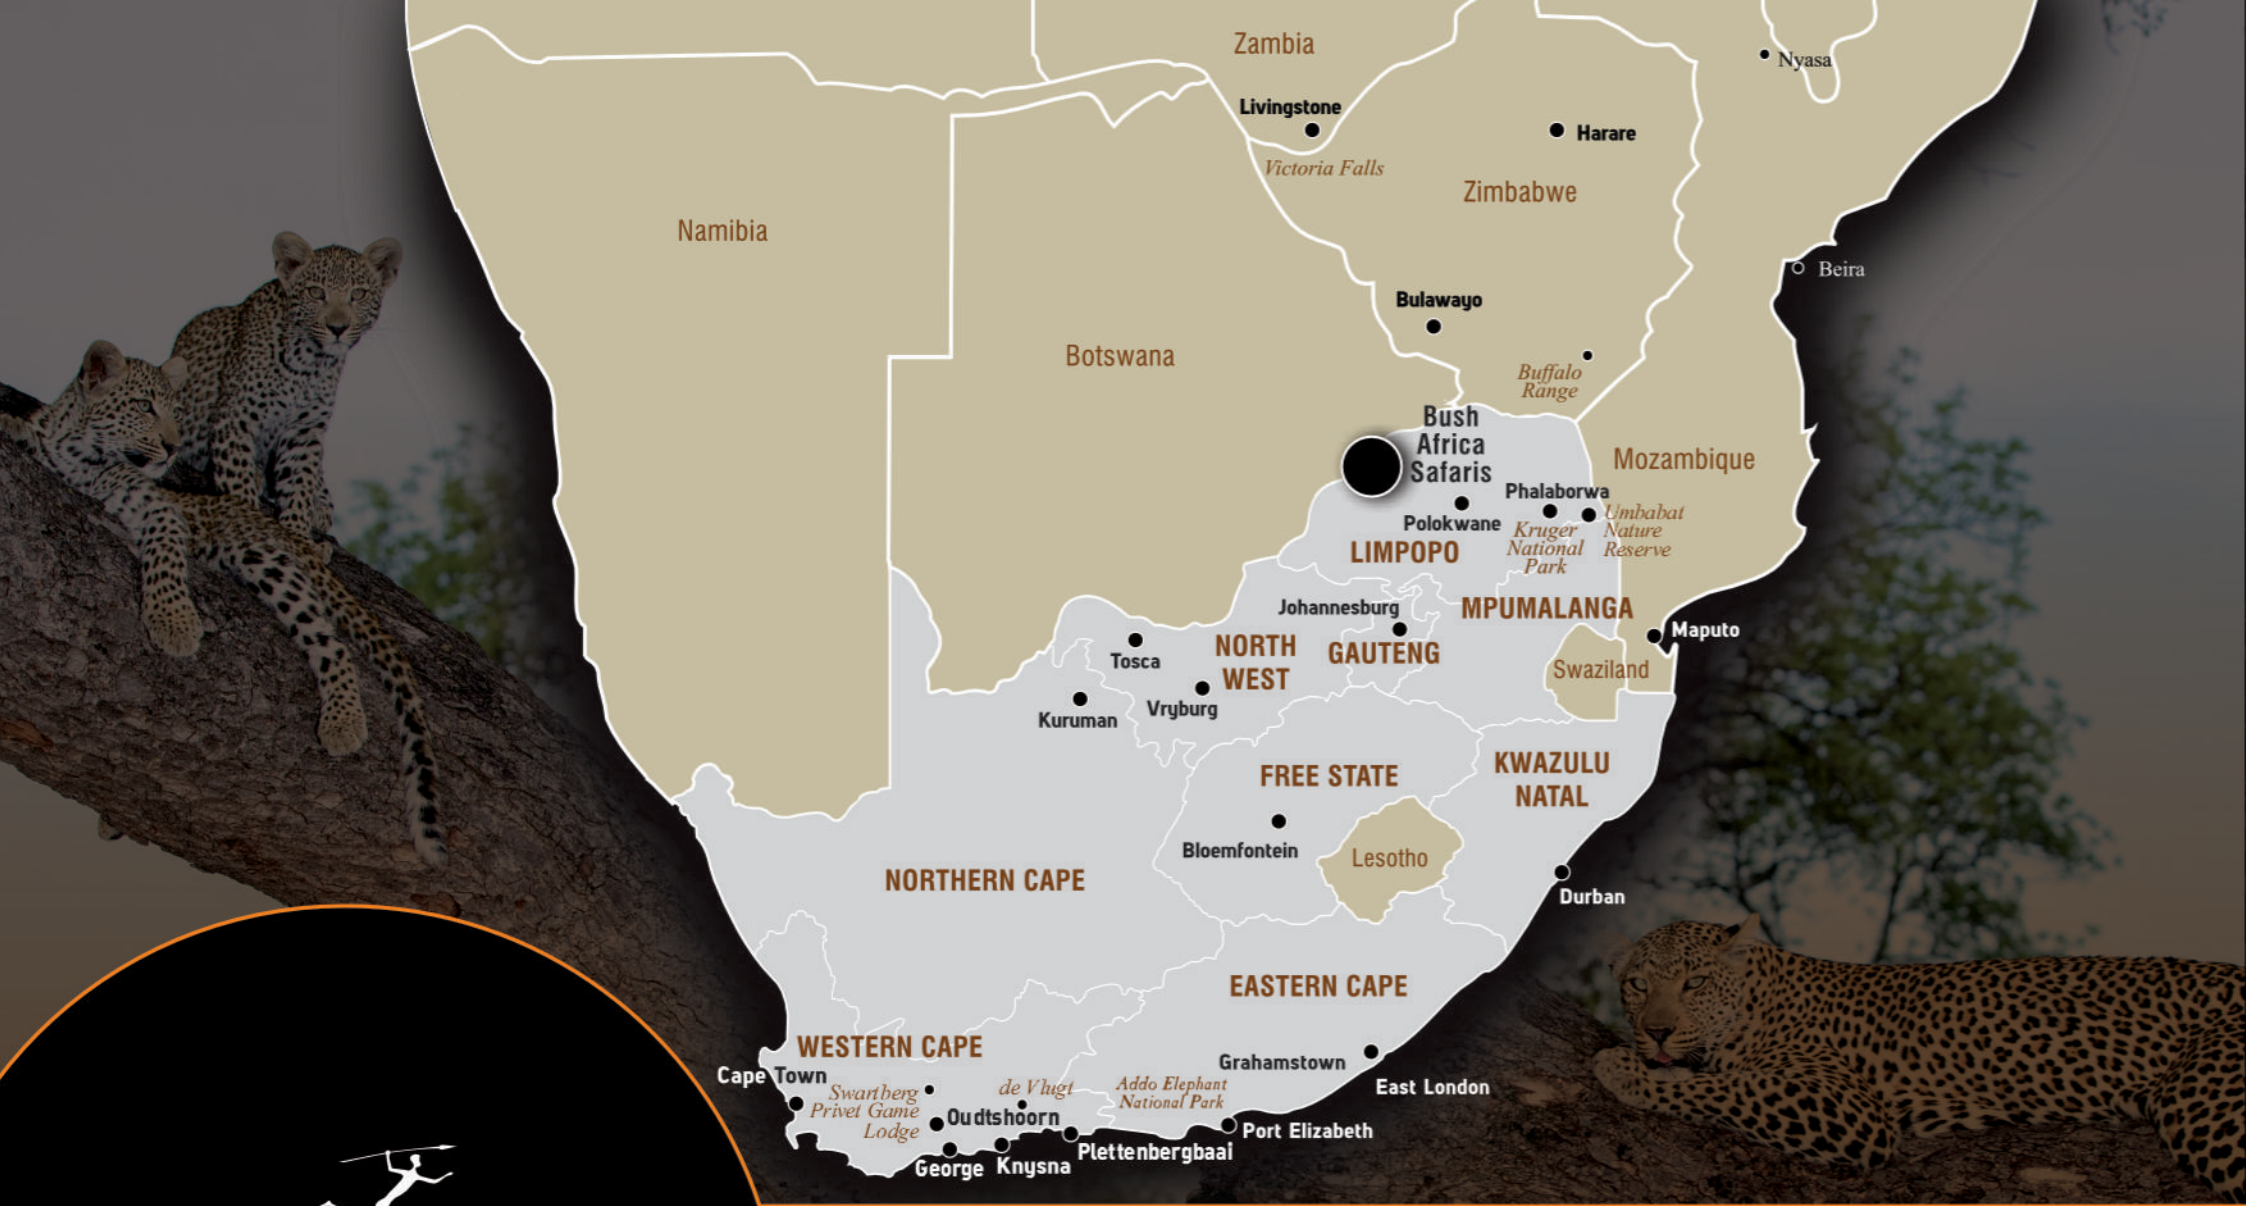 Zambia
Nyasa
Livingstone
Harare
Victoria Falls
Zimbabwe
Namibia
Beira
Bulawayo
Botswana
Buffalo
Range
Bush
Africa
Safaris
Mozambique
Phalaborwa
Polokwane
Umbabat
Nature
Reserve
Kruger
National
Park
LIMPOPO
Johannesburg
MPUMALANGA
Maputo
Tosca
NORTH
WEST
GAUTENG
Swaziland
Kuruman
Vryburg
FREE STATE
KWAZULU
NATAL
Bloemfontein
Lesotho
NORTHERN CAPE
Durban
EASTERN CAPE
WESTERN CAPE
Grahamstown
Cape Town
East London
Swartberg
Privet Game
Lodge
de Vlugt
Addo Elephant
National Park
Oudtshoorn
Port Elizabeth
Plettenbergbaai
George
Knysna